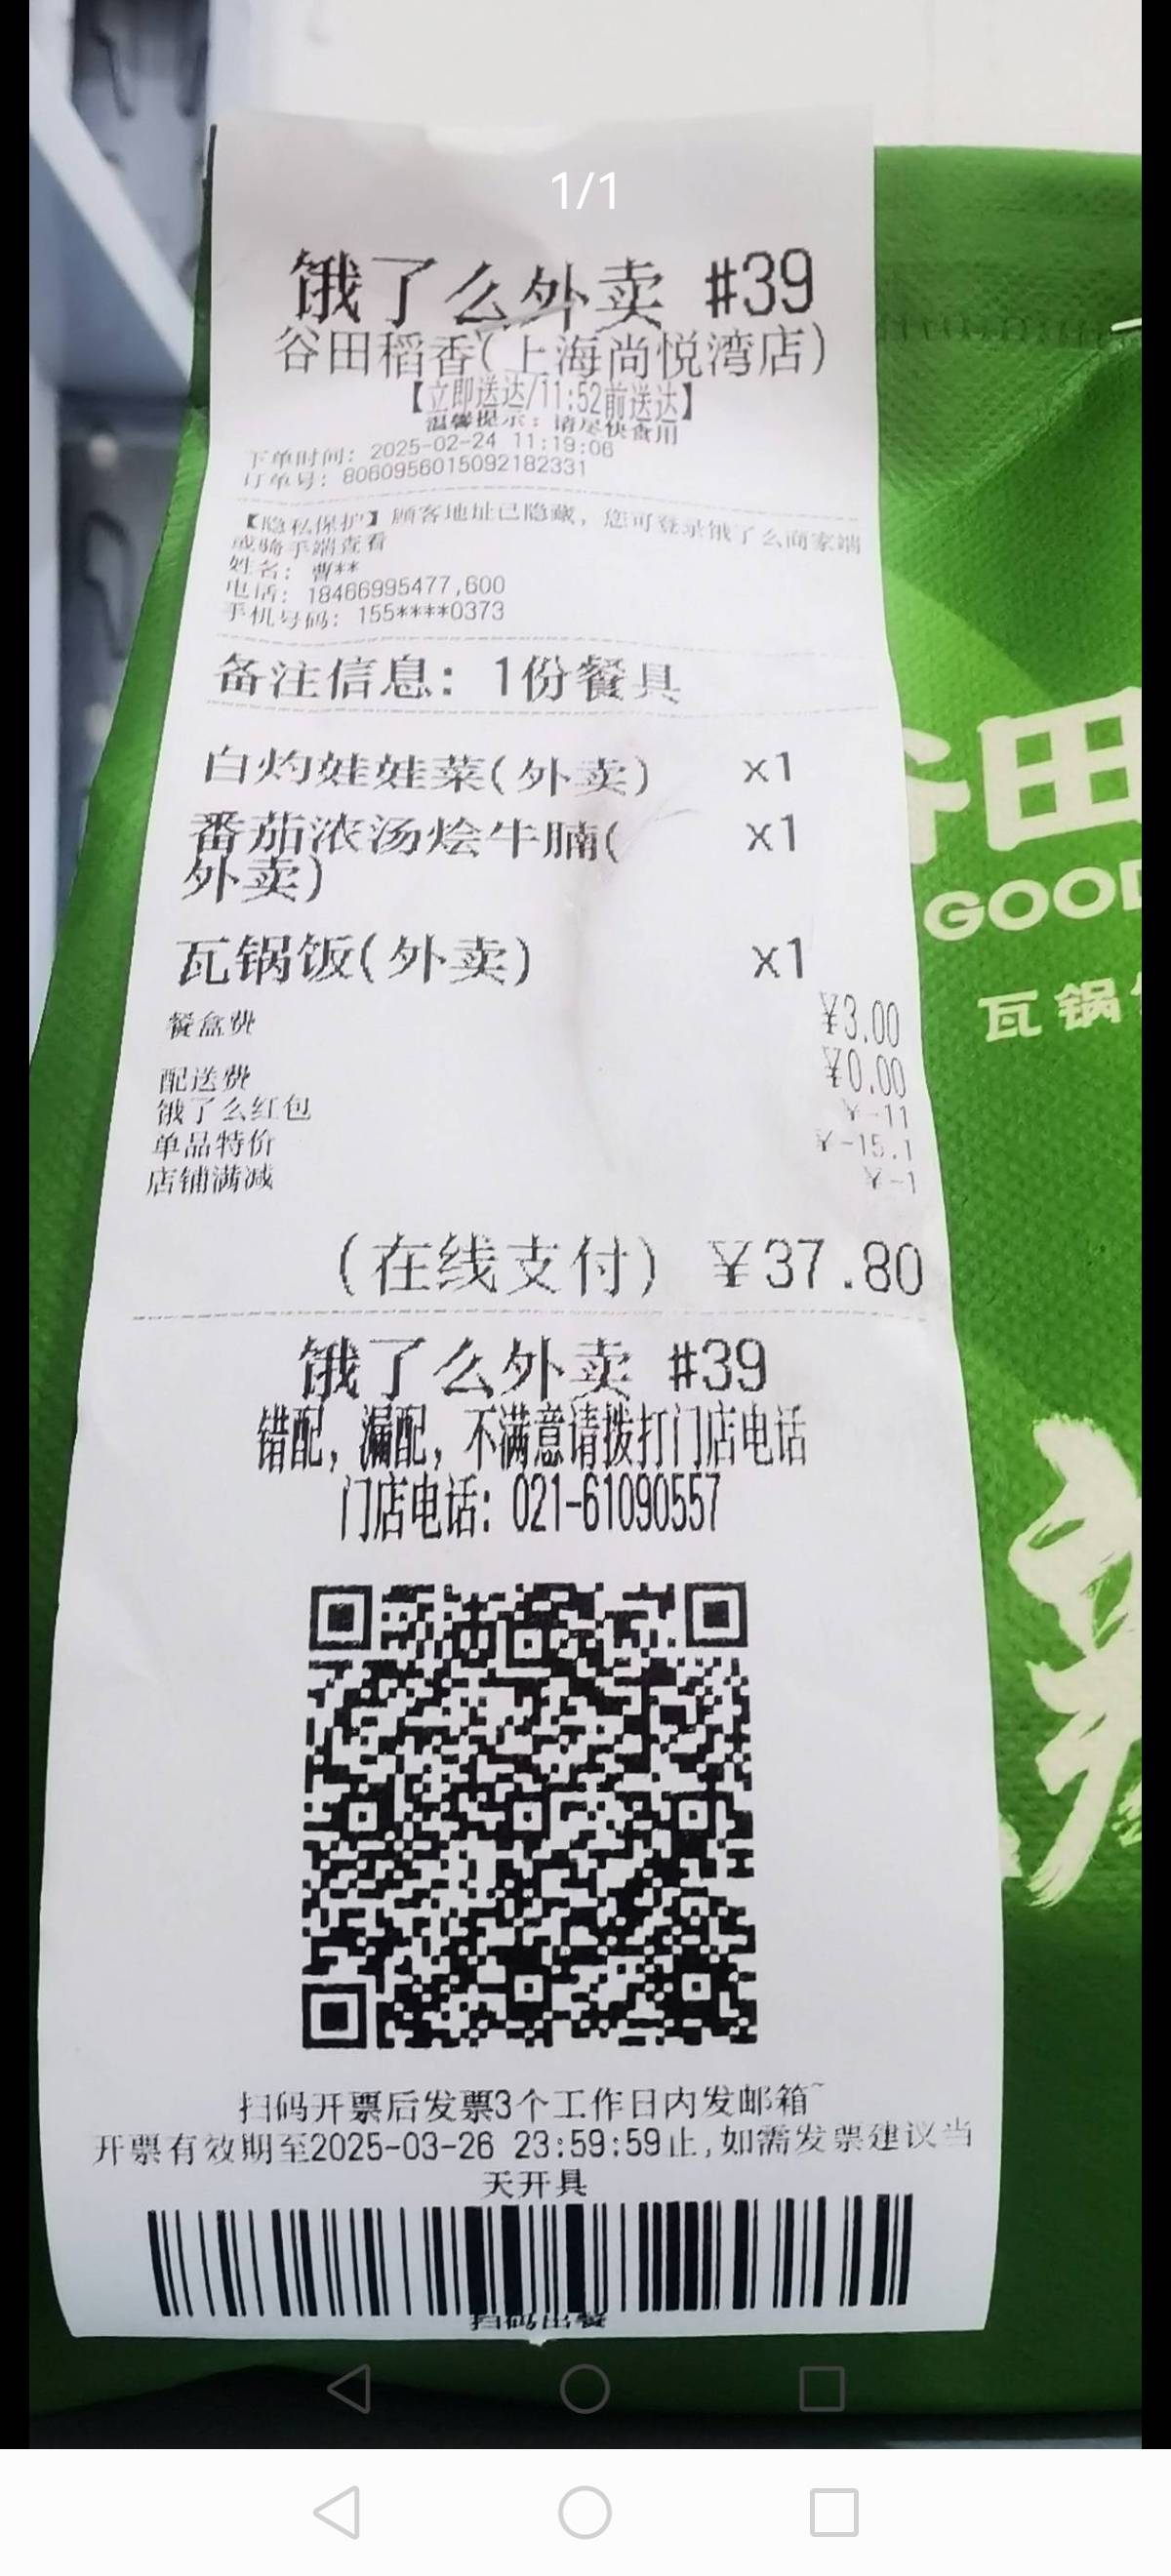 1/1
饿了么外卖 #39
谷田稻香(上海尚悦湾店)
【立即送达/11:52前送达】
温馨提示：请尽快食用
下单时间：2025-02-24 11:19:06
订单号：8060956015092182331
【隐私保护】顾客地址已隐藏，您可登录饿了么商家端
或骑手端查看
姓名：曹**
电话：18466995477,600
手机号码：155****0373
备注信息：1份餐具
白灼娃娃菜(外卖) x1
番茄浓汤烩牛腩( x1
外卖)
瓦锅饭(外卖) x1
餐盒费 ¥3.00
配送费 ¥0.00
饿了么红包 ¥-11
单品特价 ¥-15.1
店铺满减 ¥-1
(在线支付) ¥37.80
饿了么外卖 #39
错配，漏配，不满意请拨打门店电话
门店电话：021-61090557
扫码开票后发票3个工作日内发邮箱~
开票有效期至2025-03-26 23:59:59止,如需发票建议当
天开具
田
GOOD
瓦锅